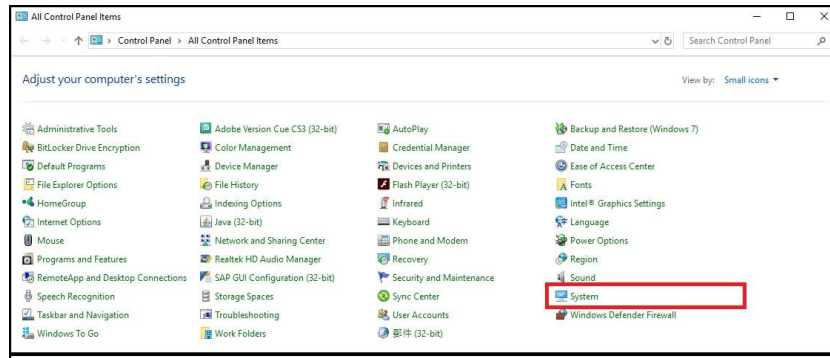 All Control Panel Items
Control Panel > All Control Panel Items
Search Control Panel
Adjust your computer's settings
View by: Small icons
Administrative Tools Adobe Version Cue CS3 (32-bit) AutoPlay Backup and Restore (Windows 7)
BitLocker Drive Encryption Color Management Credential Manager Date and Time
Default Programs Device Manager Devices and Printers Ease of Access Center
File Explorer Options File History Flash Player (32-bit) Fonts
HomeGroup Indexing Options Infrared Intel® Graphics Settings
Internet Options Java (32-bit) Keyboard Language
Mouse Network and Sharing Center Phone and Modem Power Options
Programs and Features Realtek HD Audio Manager Recovery Region
RemoteApp and Desktop Connections SAP GUI Configuration (32-bit) Security and Maintenance Sound
Speech Recognition Storage Spaces Sync Center System
Taskbar and Navigation Troubleshooting User Accounts Windows Defender Firewall
Windows To Go Work Folders 郵件 (32-bit)